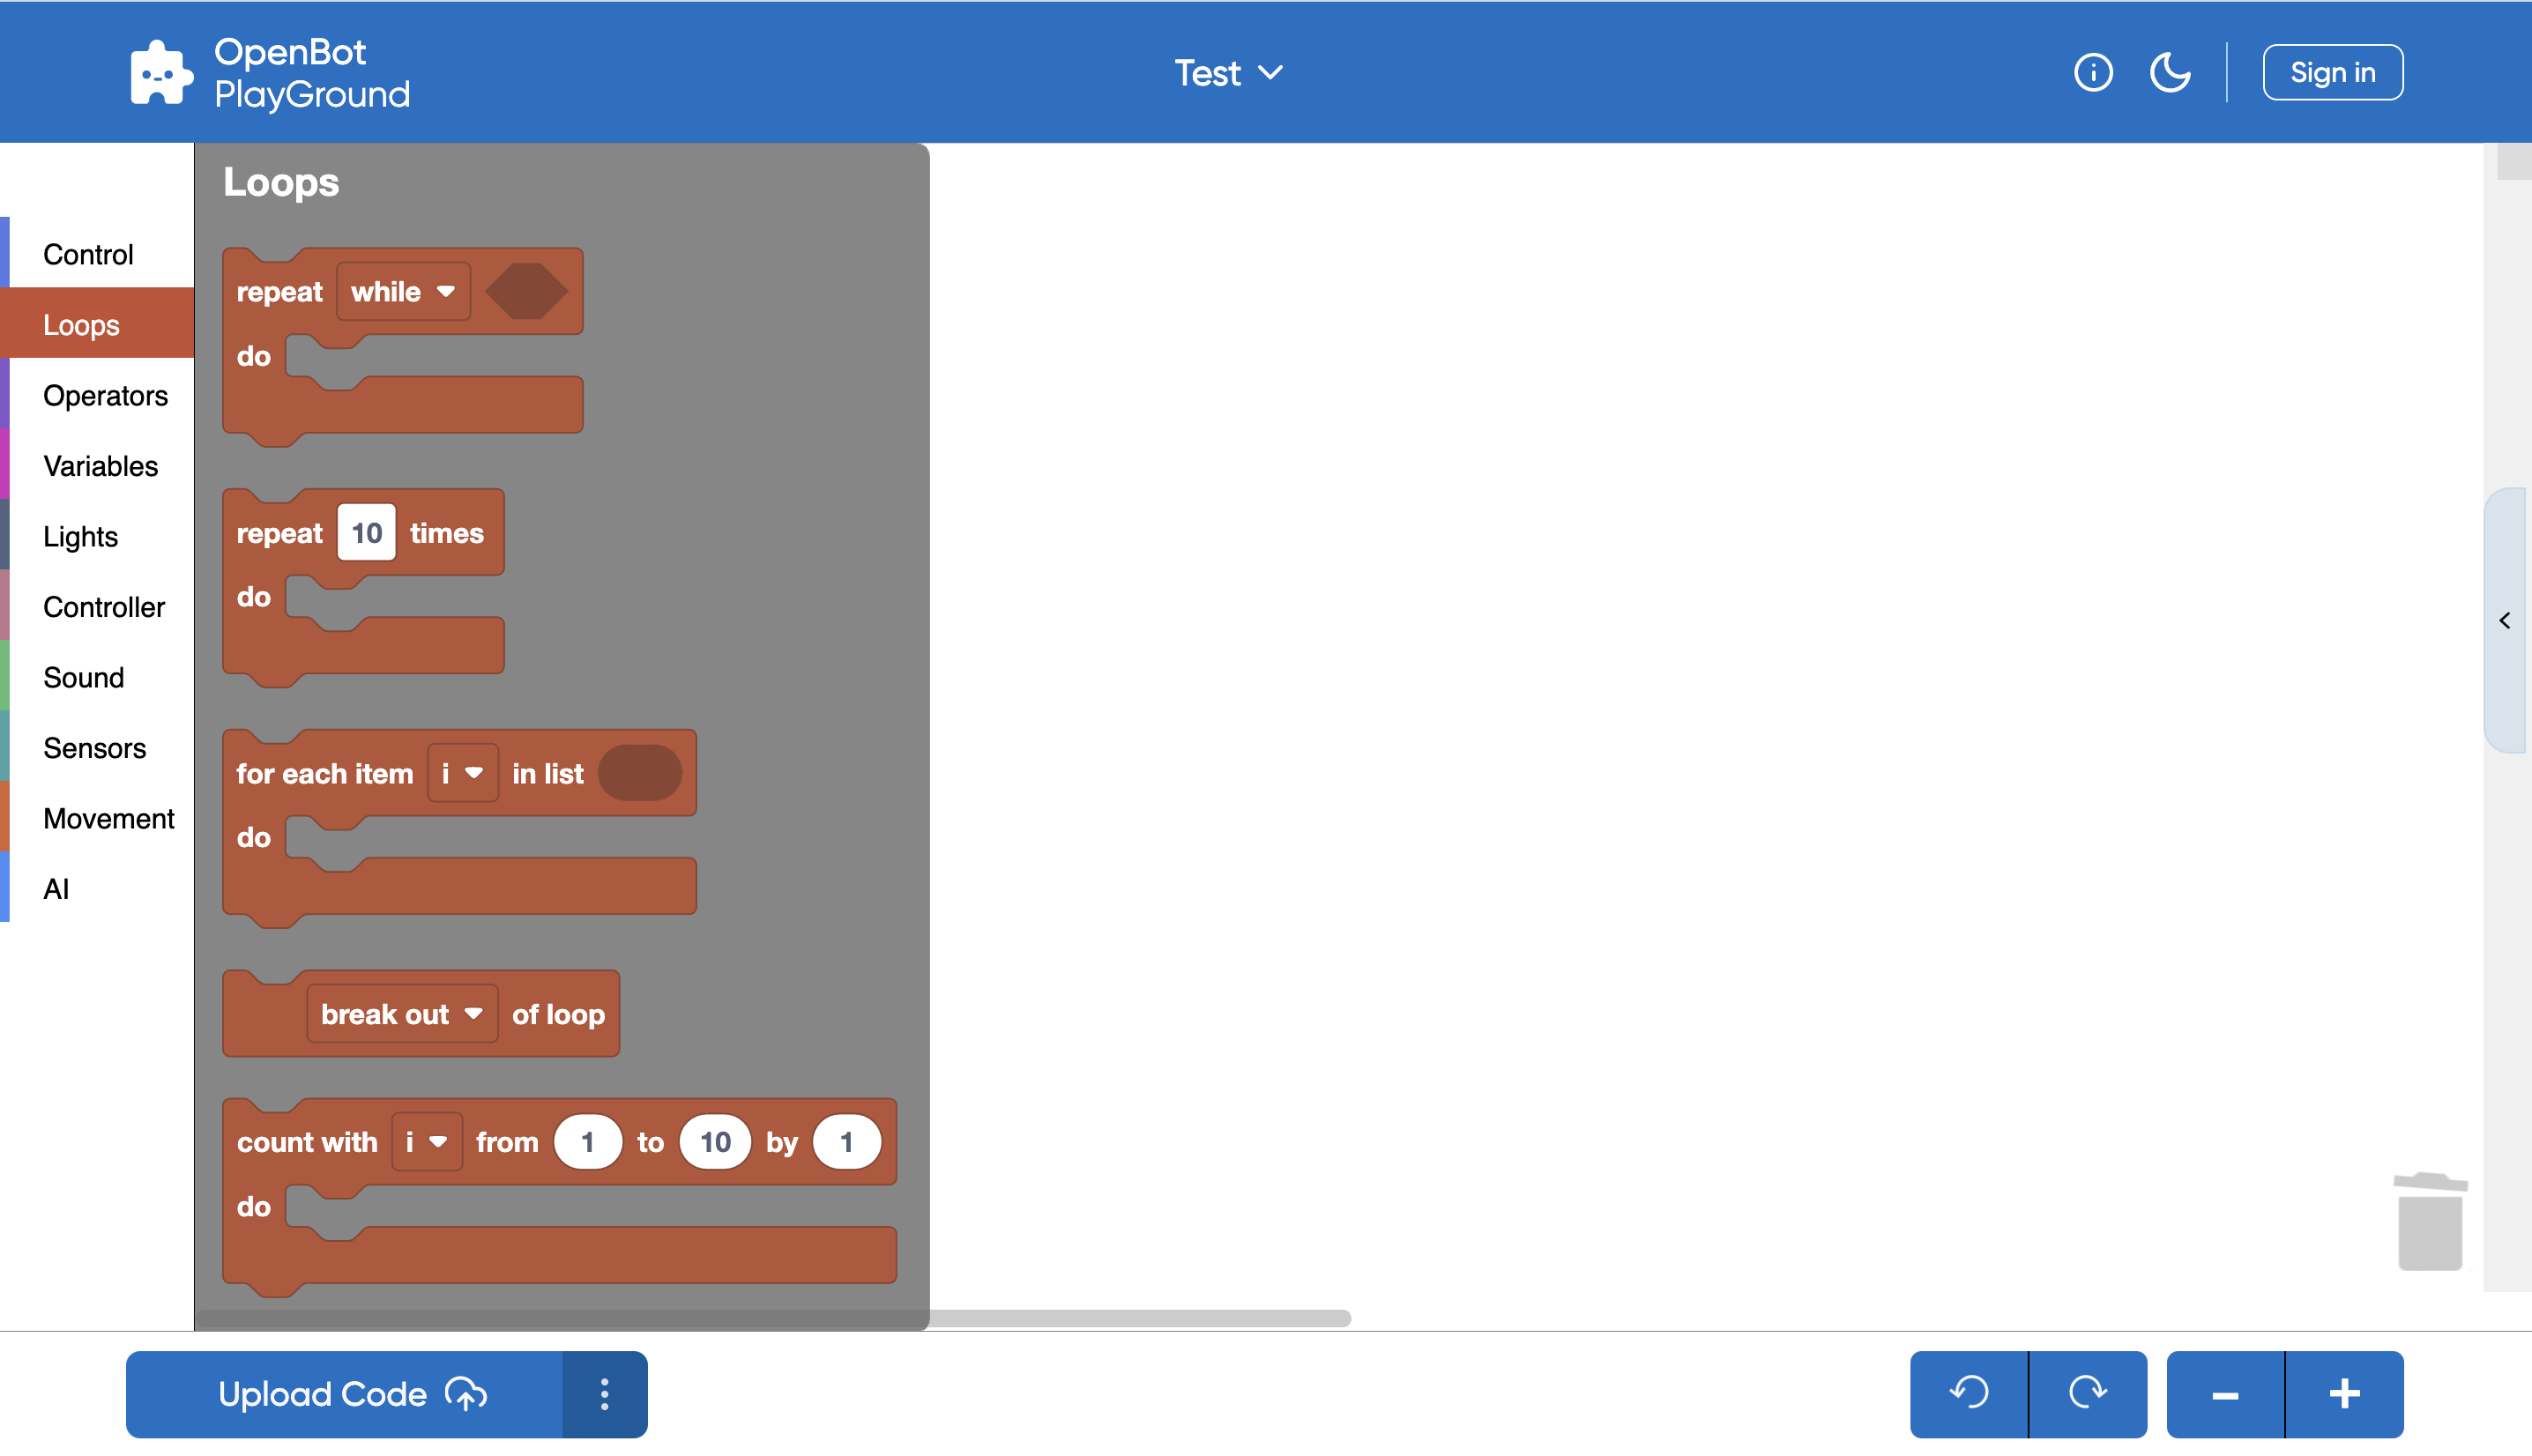 OpenBot
PlayGround
Test
Sign in
Control
Loops
Operators
Variables
Lights
Controller
Sound
Sensors
Movement
AI
Loops
repeat while
do
repeat 10 times
do
for each item i in list
do
break out of loop
count with i from 1 to 10 by 1
do
Upload Code